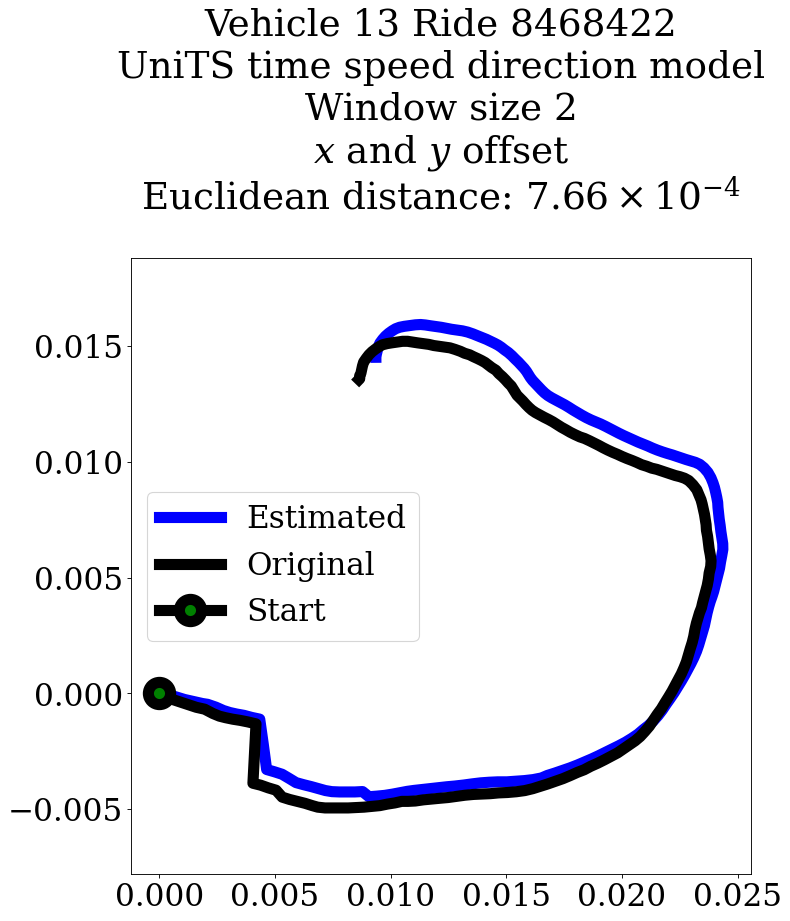 Vehicle 13 Ride 8468422
UniTS time speed direction model
Window size 2
x and y offset
Euclidean distance: 7.66 × 10⁻⁴
0.015
0.010
0.005
0.000
−0.005
Estimated
Original
Start
0.000 0.005 0.010 0.015 0.020 0.025